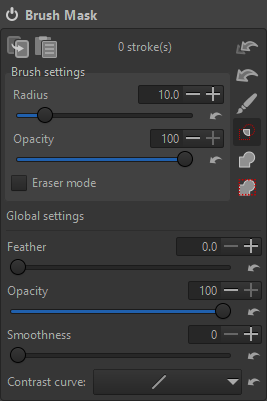 Brush Mask
0 stroke(s)
Brush settings
Radius 10.0
Opacity 100
Eraser mode
Global settings
Feather 0.0
Opacity 100
Smoothness 0
Contrast curve: